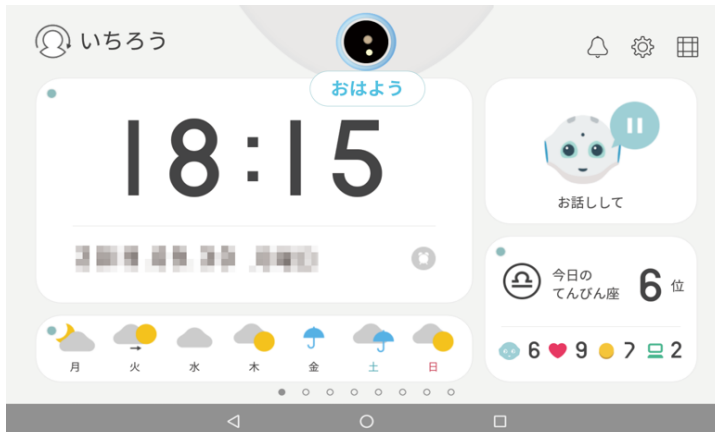 いちろう
おはよう
18:15
お話しして
今日の
てんびん座
6位
6 9 7 2
月 火 水 木 金 土 日